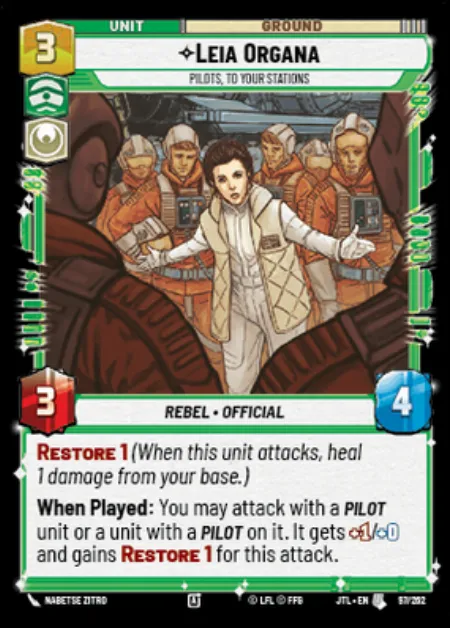 UNIT
GROUND
3
✧LEIA ORGANA
PILOTS, TO YOUR STATIONS
3
REBEL • OFFICIAL
4
RESTORE 1 (When this unit attacks, heal
1 damage from your base.)
When Played: You may attack with a PILOT
unit or a unit with a PILOT on it. It gets +1/+0
and gains RESTORE 1 for this attack.
NABETSE ZITRO
A
© LFL © FFG
JTL • EN
97/262